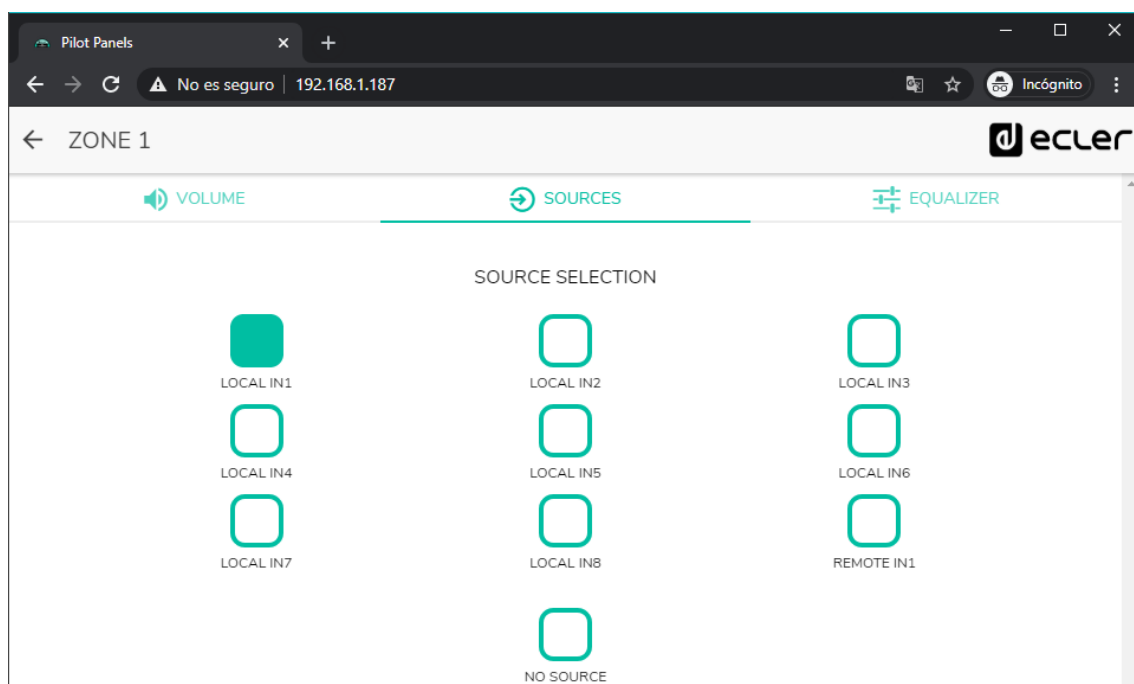 Pilot Panels
No es seguro 192.168.1.187 Incógnito
ZONE 1 ecler
VOLUME SOURCES EQUALIZER
SOURCE SELECTION
LOCAL IN1 LOCAL IN2 LOCAL IN3
LOCAL IN4 LOCAL IN5 LOCAL IN6
LOCAL IN7 LOCAL IN8 REMOTE IN1
NO SOURCE